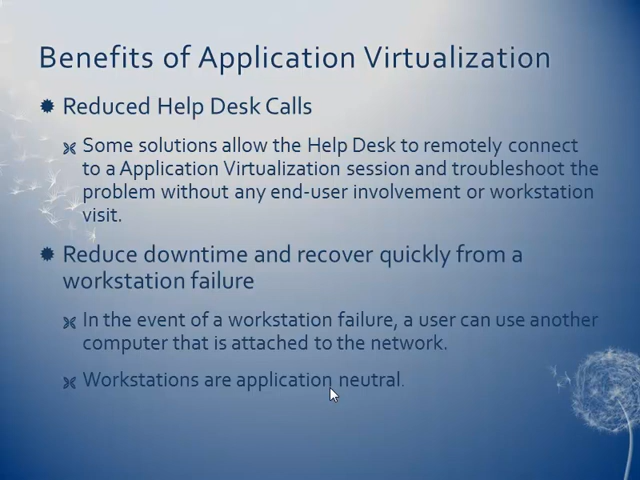 Benefits of Application Virtualization
Reduced Help Desk Calls
Some solutions allow the Help Desk to remotely connect
to a Application Virtualization session and troubleshoot the
problem without any end-user involvement or workstation
visit.
Reduce downtime and recover quickly from a
workstation failure
In the event of a workstation failure, a user can use another
computer that is attached to the network.
Workstations are application neutral.